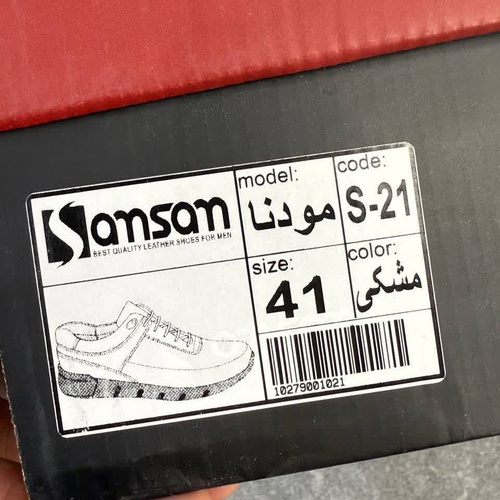 Samsam
BEST QUALITY LEATHER SHOES FOR MEN
model:
مودنا
code:
S-21
size:
41
color:
مشکی
10279001021